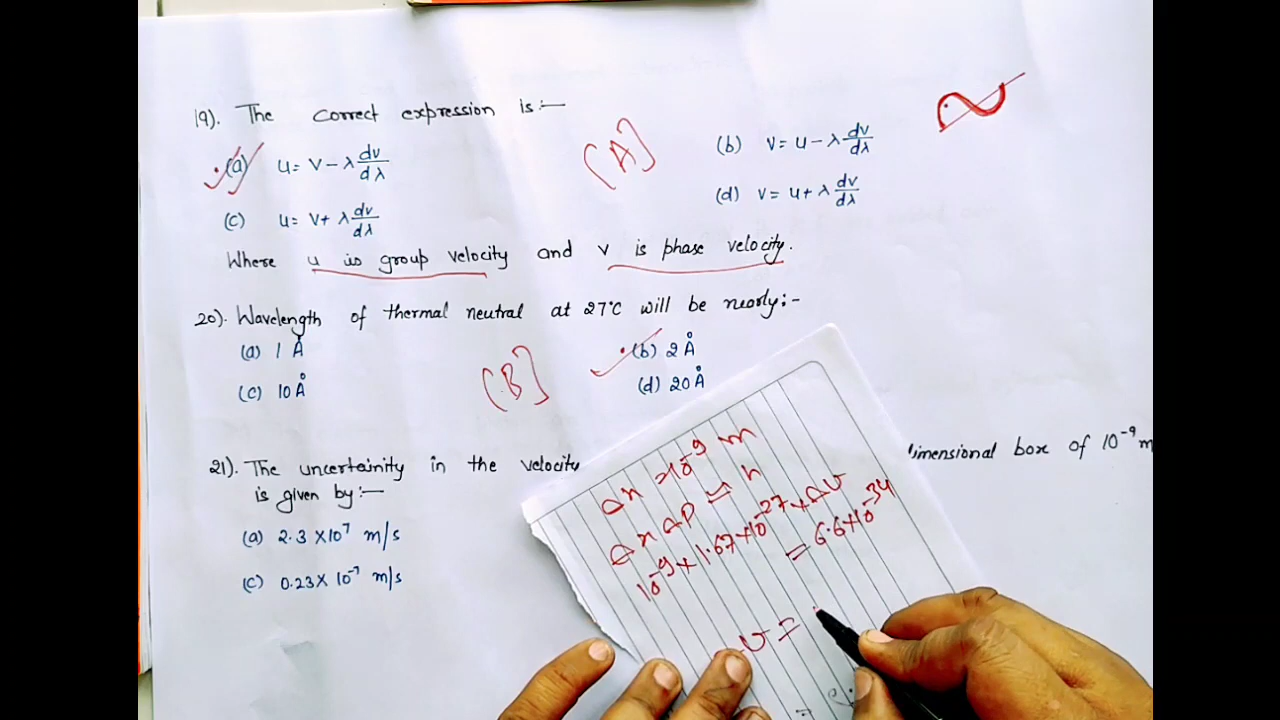 19). The correct expression is :-
(a) u = v - λ dv/dλ
(b) v = u - λ dv/dλ
[A]
(c) u = v + λ dv/dλ
(d) v = u + λ dv/dλ
Where u is group velocity and v is phase velocity.
20). Wavelength of thermal neutral at 27°C will be nearly :-
(a) 1 Å
(b) 2 Å
[B]
(c) 10 Å
(d) 20 Å
21). The uncertainity in the velocity
dimensional box of 10⁻⁹ m
is given by :-
(a) 2.3 × 10⁷ m/s
(c) 0.23 × 10⁻⁷ m/s
Δx = 10⁻⁹ m
Δx ΔP = h
10⁻⁹ × 1.67 × 10⁻²⁷ × Δv
= 6.6 × 10⁻³⁴
v =